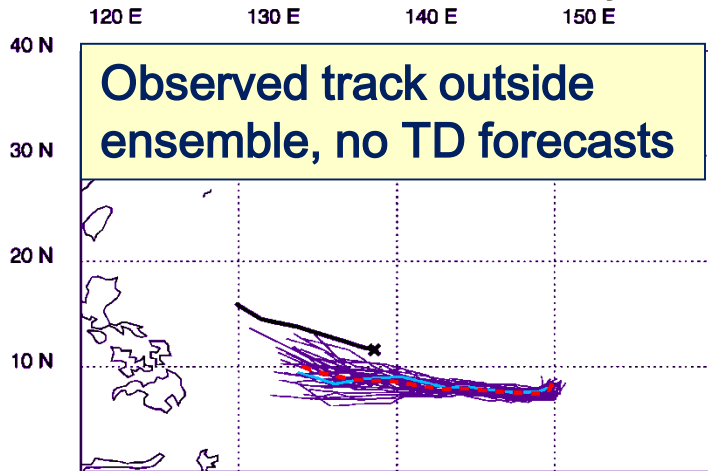 120 E 130 E 140 E 150 E
40 N
Observed track outside
ensemble, no TD forecasts
30 N
20 N
10 N